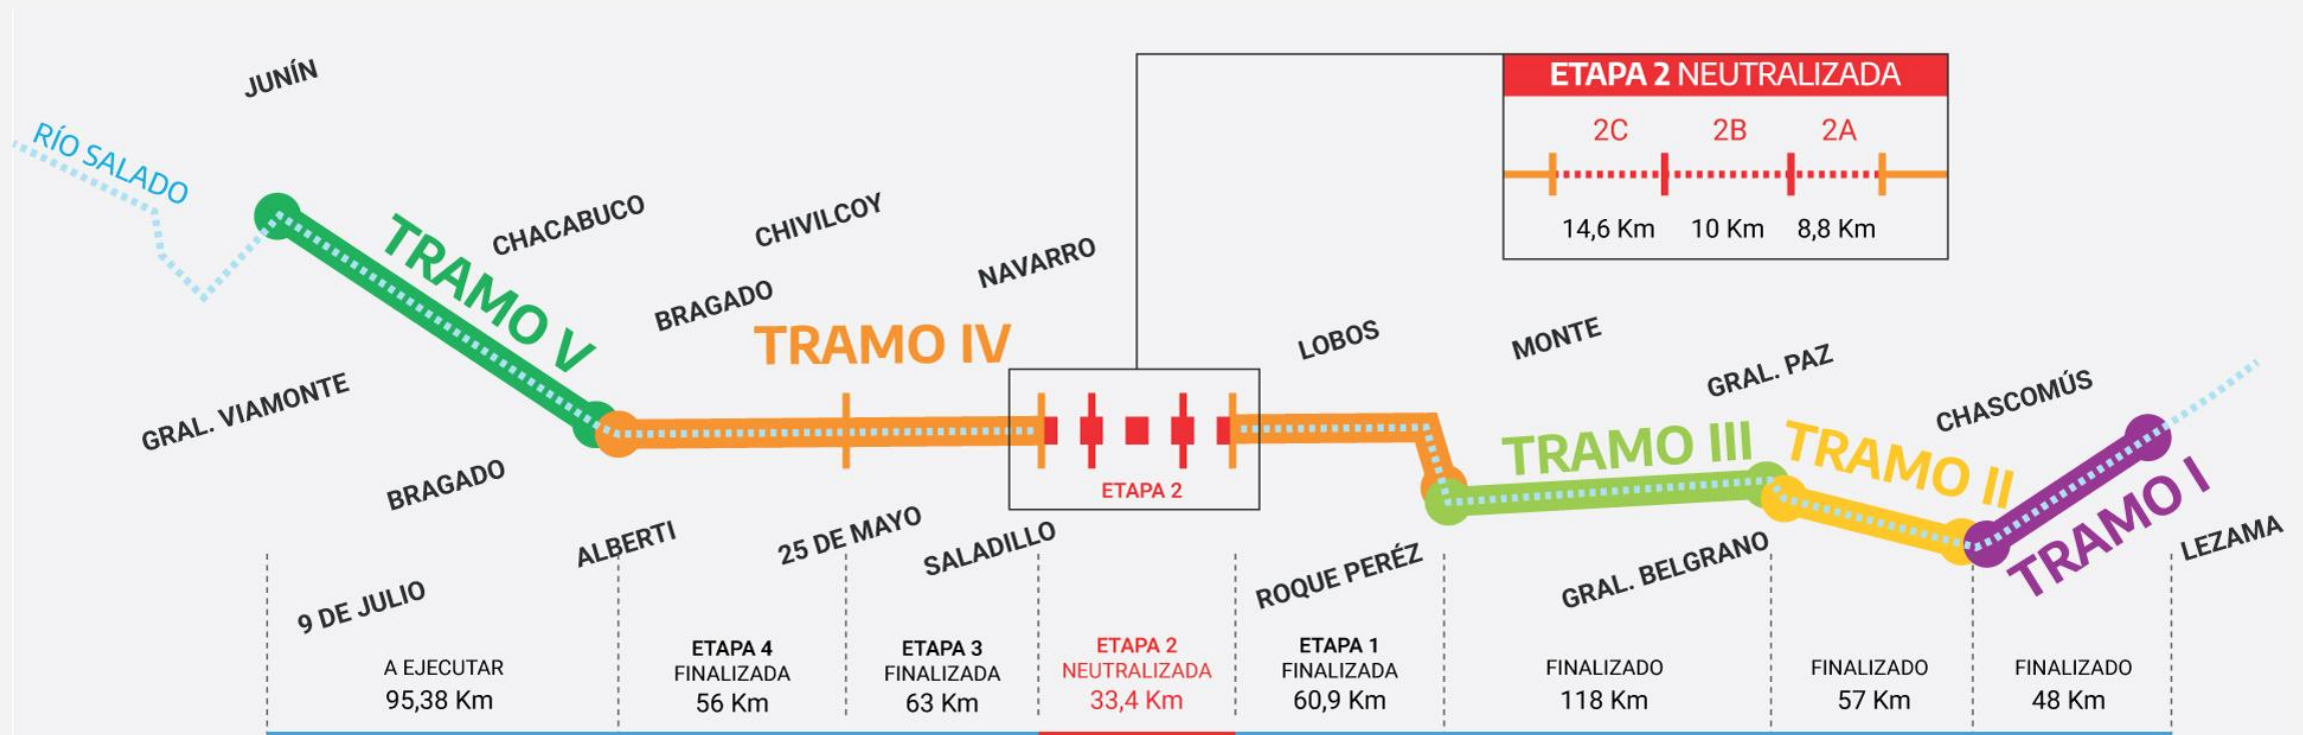 JUNÍN
RÍO SALADO
TRAMO V
CHACABUCO
CHIVILCOY
BRAGADO
NAVARRO
TRAMO IV
ETAPA 2 NEUTRALIZADA
2C 2B 2A
14,6 Km 10 Km 8,8 Km
LOBOS
MONTE
GRAL. PAZ
CHASCOMÚS
GRAL. VIAMONTE
BRAGADO
9 DE JULIO
ALBERTI
25 DE MAYO
SALADILLO
ETAPA 2
ROQUE PERÉZ
TRAMO III
GRAL. BELGRANO
TRAMO II
TRAMO I
LEZAMA
A EJECUTAR
95,38 Km
ETAPA 4
FINALIZADA
56 Km
ETAPA 3
FINALIZADA
63 Km
ETAPA 2
NEUTRALIZADA
33,4 Km
ETAPA 1
FINALIZADA
60,9 Km
FINALIZADO
118 Km
FINALIZADO
57 Km
FINALIZADO
48 Km